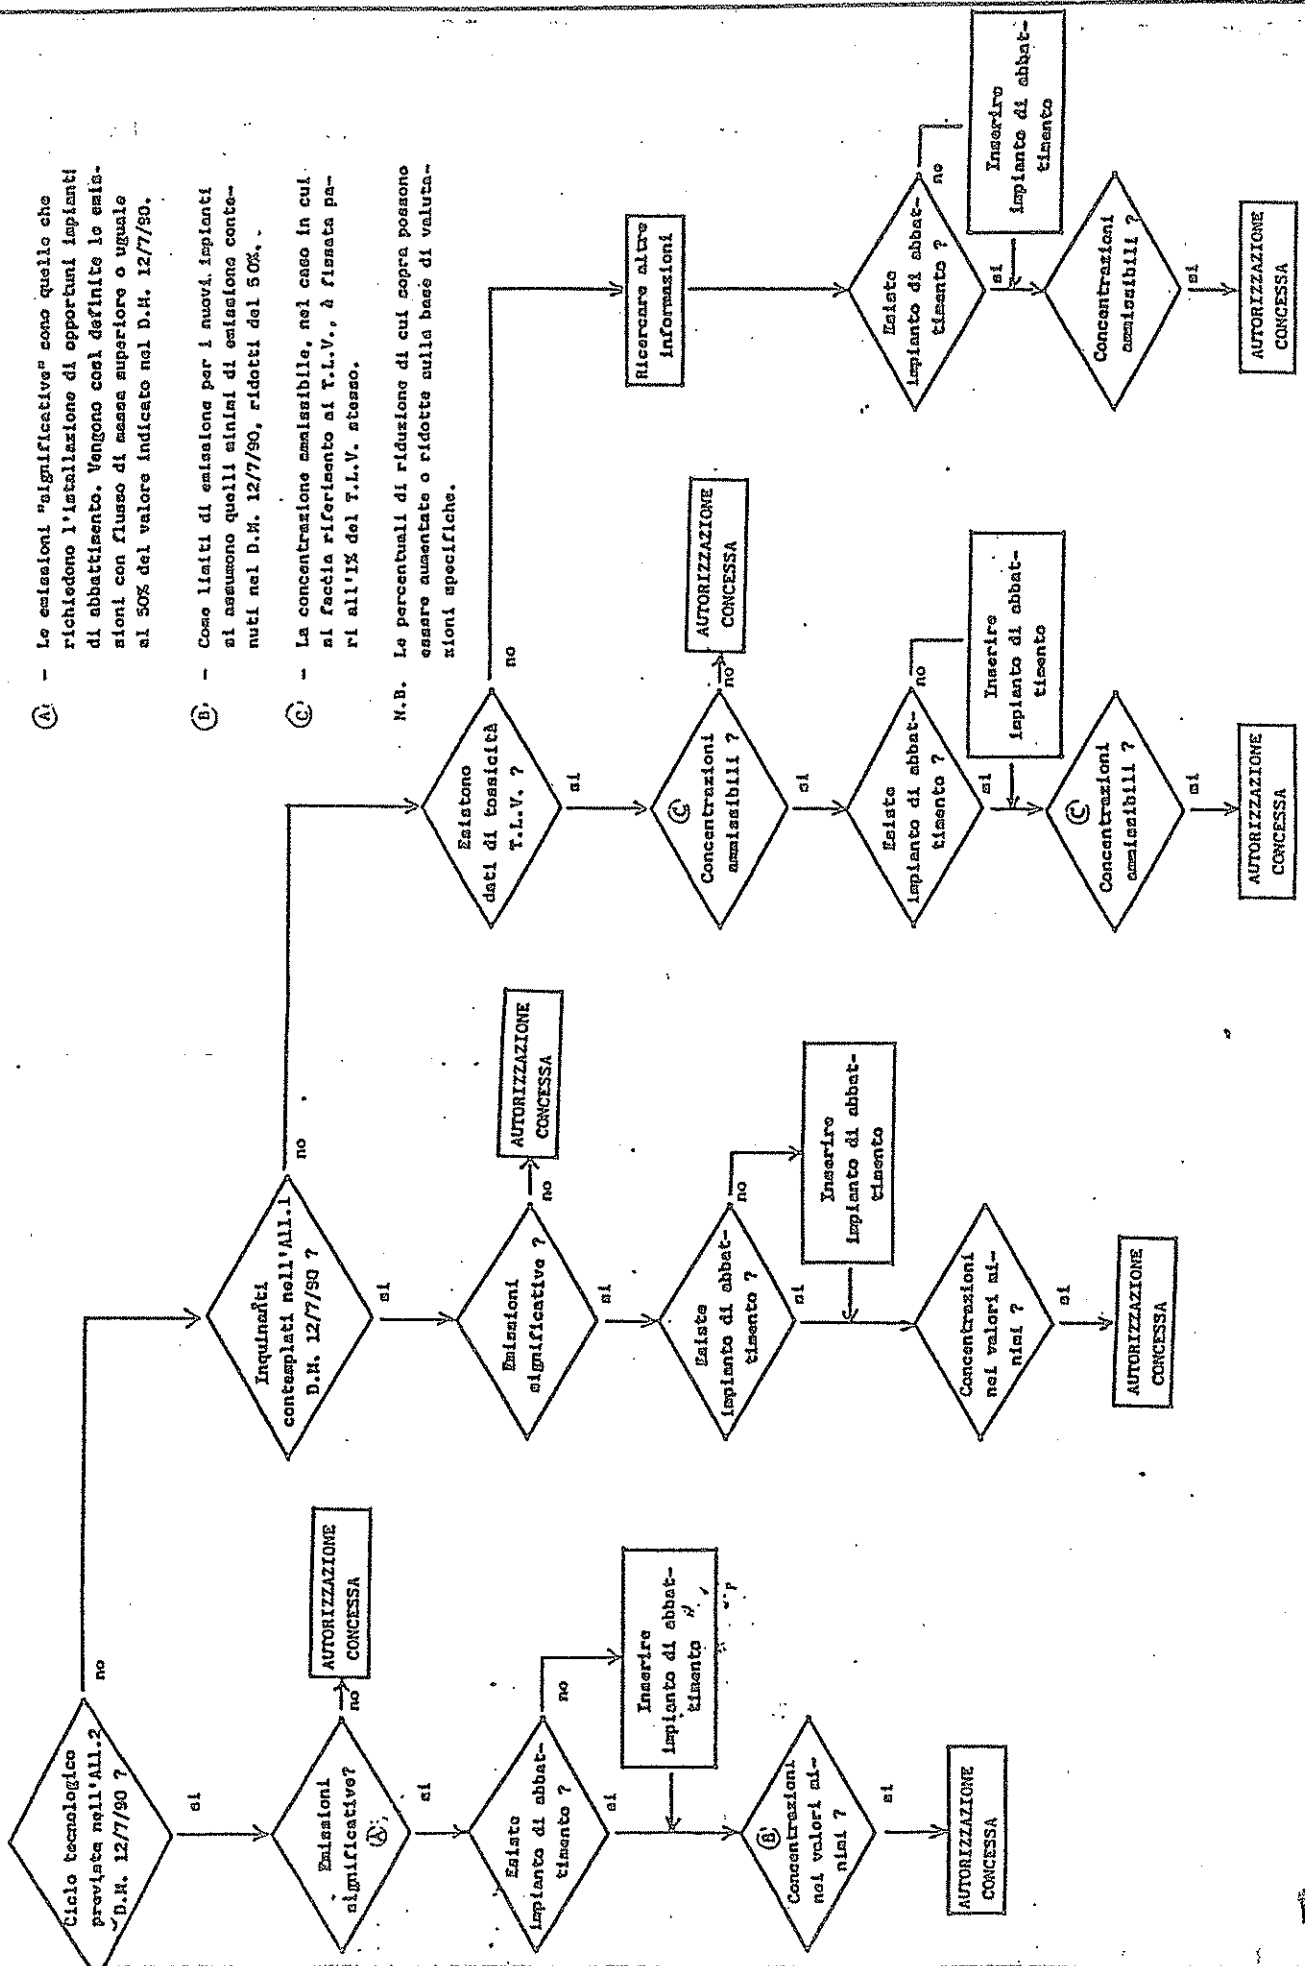 Ⓐ - Le emissioni "significative" sono quelle che
richiedono l'istallazione di opportuni impianti
di abbattimento. Vengono così definite le emis-
sioni con flusso di massa superiore o uguale
al 50% del valore indicato nel D.M. 12/7/90.
Ⓑ - Come limiti di emissione per i nuovi impianti
si assumono quelli minimi di emissione conte-
nuti nel D.M. 12/7/90, ridotti del 50%.
Ⓒ - La concentrazione ammissibile, nel caso in cui
si faccia riferimento ai T.L.V., è fissata pa-
ri all'1% del T.L.V. stesso.
N.B. Le percentuali di riduzione di cui sopra possono
essere aumentate o ridotte sulla base di valuta-
zioni specifiche.
Ciclo tecnologico
previsto nell'All.2
D.M. 12/7/90 ?
no
si
Emissioni
significative?
Ⓐ
no
AUTORIZZAZIONE
CONCESSA
si
Esiste
impianto di abbat-
timento ?
no
Inserire
impianto di abbat-
timento
si
Ⓑ
Concentrazioni
nei valori mi-
nimi ?
si
AUTORIZZAZIONE
CONCESSA
Inquinanti
contemplati nell'All.1
D.M. 12/7/90 ?
no
si
Emissioni
significative ?
no
AUTORIZZAZIONE
CONCESSA
si
Esiste
impianto di abbat-
timento ?
no
Inserire
impianto di abbat-
timento
si
Concentrazioni
nei valori mi-
nimi ?
si
AUTORIZZAZIONE
CONCESSA
Esistono
dati di tossicità
T.L.V. ?
no
si
Ⓒ
Concentrazioni
ammissibili ?
no
AUTORIZZAZIONE
CONCESSA
si
Esiste
impianto di abbat-
timento ?
no
Inserire
impianto di abbat-
timento
si
Ⓒ
Concentrazioni
ammissibili ?
si
AUTORIZZAZIONE
CONCESSA
Ricercare altre
informazioni
Esiste
impianto di abbat-
timento ?
no
Inserire
impianto di abbat-
timento
si
Concentrazioni
ammissibili ?
si
AUTORIZZAZIONE
CONCESSA